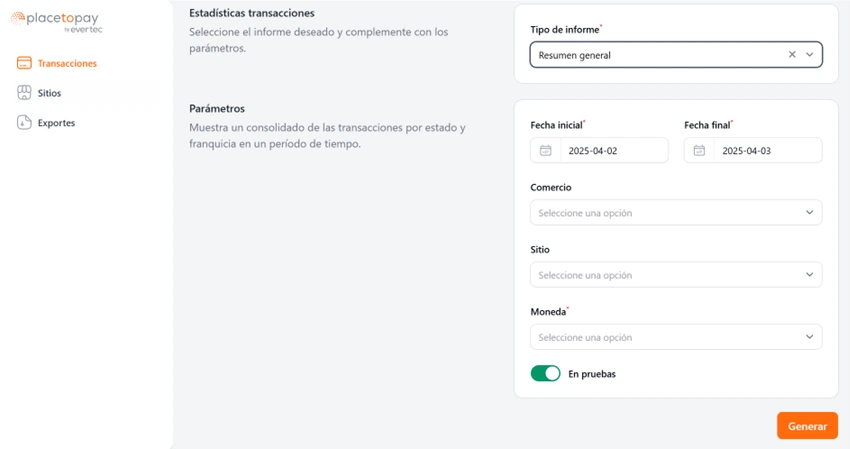 placetopay
by evertec
Transacciones
Sitios
Exportes
Estadísticas transacciones
Seleccione el informe deseado y complemente con los
parámetros.
Tipo de informe*
Resumen general
Parámetros
Muestra un consolidado de las transacciones por estado y
franquicia en un período de tiempo.
Fecha inicial*
Fecha final*
2025-04-02
2025-04-03
Comercio
Seleccione una opción
Sitio
Seleccione una opción
Moneda*
Seleccione una opción
En pruebas
Generar